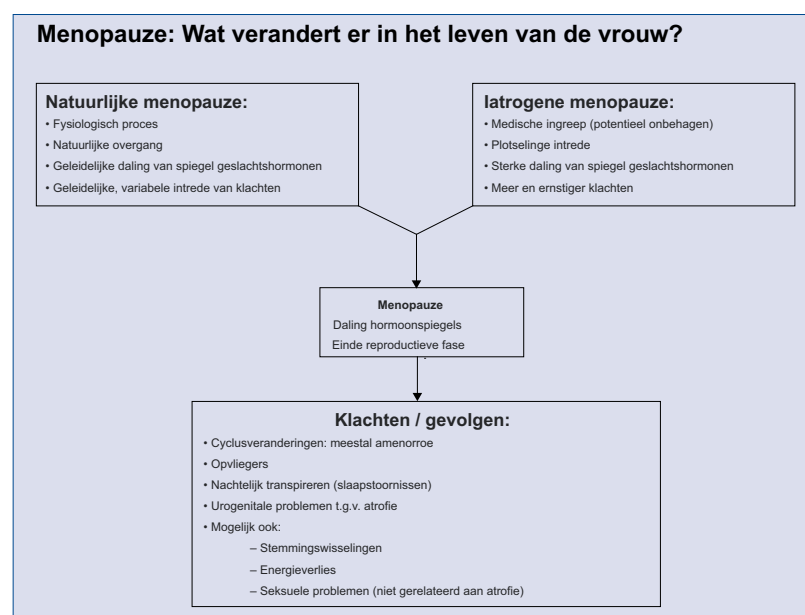 Menopauze: Wat verandert er in het leven van de vrouw?
Natuurlijke menopauze:
• Fysiologisch proces
• Natuurlijke overgang
• Geleidelijke daling van spiegel geslachtshormonen
• Geleidelijke, variabele intrede van klachten
Iatrogene menopauze:
• Medische ingreep (potentieel onbehagen)
• Plotselinge intrede
• Sterke daling van spiegel geslachtshormonen
• Meer en ernstiger klachten
Menopauze
Daling hormoonspiegels
Einde reproductieve fase
Klachten / gevolgen:
• Cyclusveranderingen: meestal amenorroe
• Opvliegers
• Nachtelijk transpireren (slaapstoornissen)
• Urogenitale problemen t.g.v. atrofie
• Mogelijk ook:
– Stemmingswisselingen
– Energieverlies
– Seksuele problemen (niet gerelateerd aan atrofie)